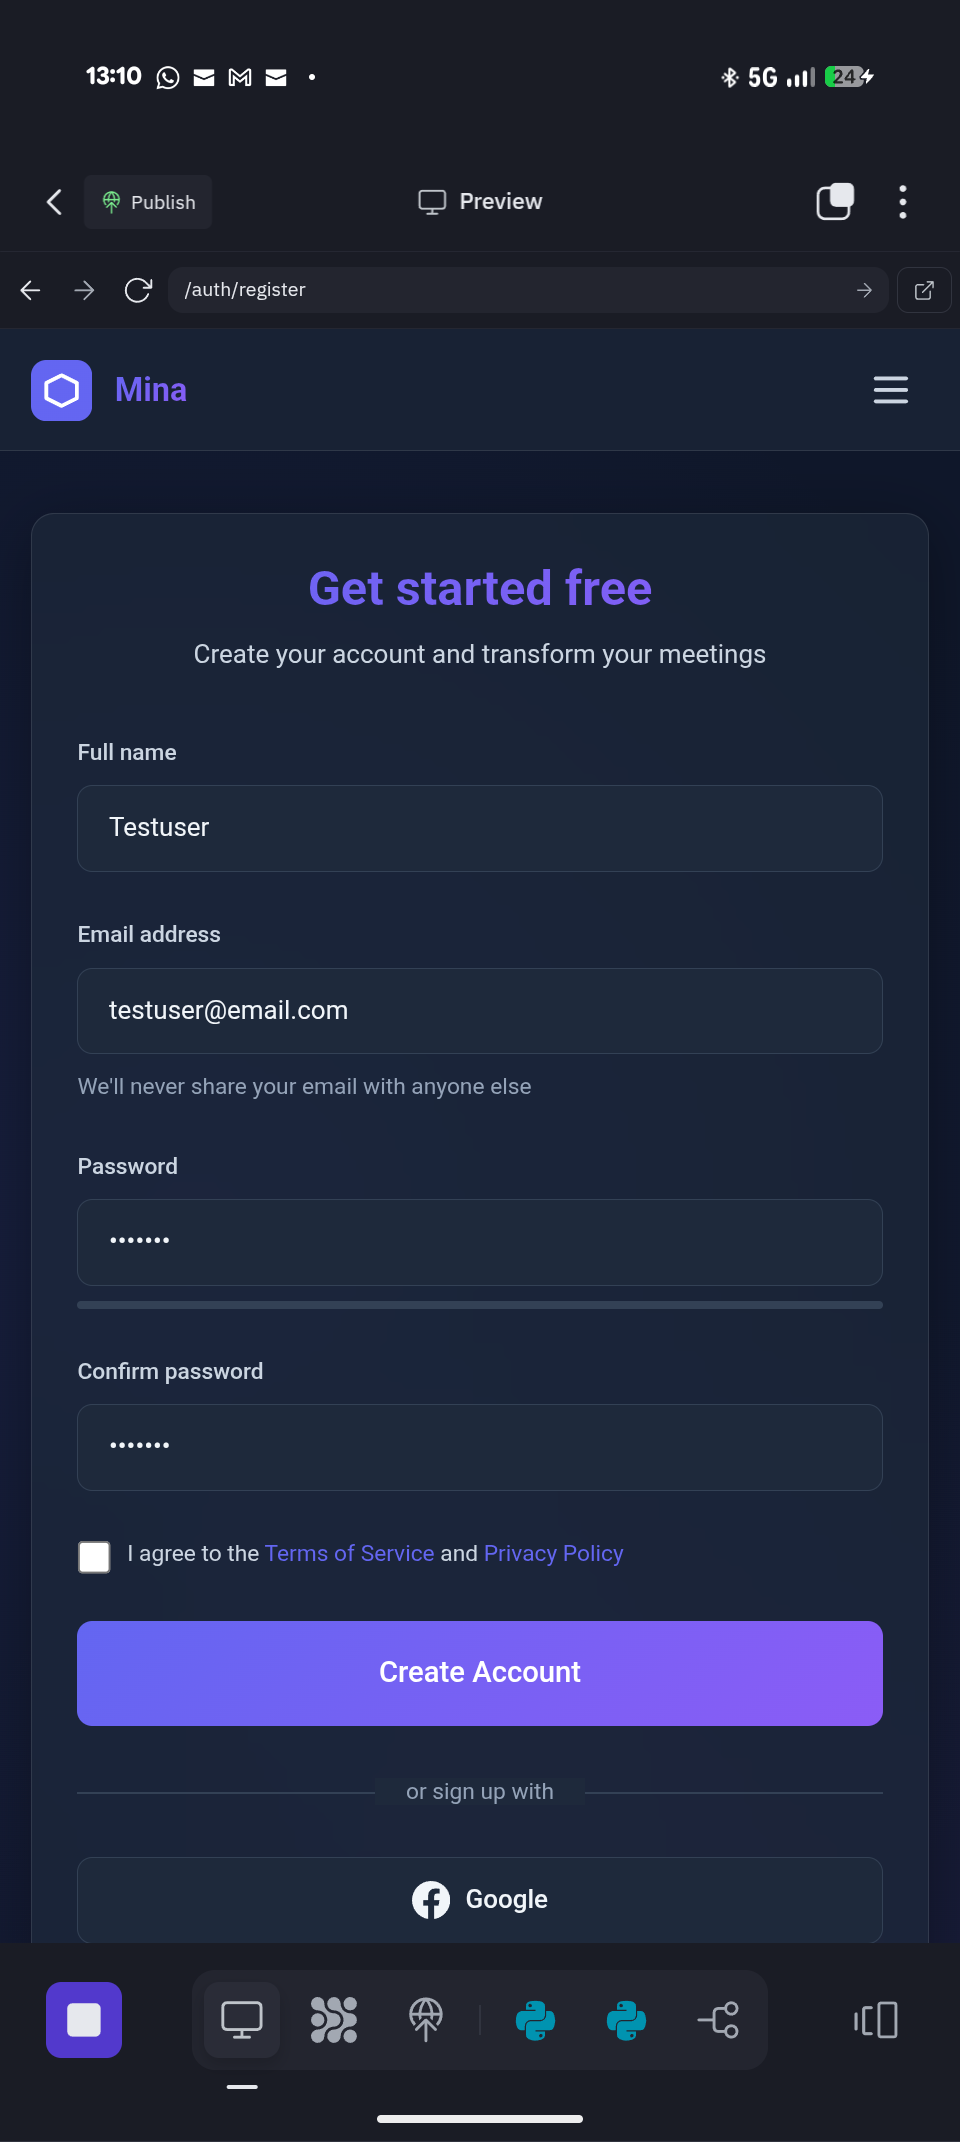 13:10
5G
24
Publish
Preview
/auth/register
Mina
Get started free
Create your account and transform your meetings
Full name
Testuser
Email address
testuser@email.com
We'll never share your email with anyone else
Password
•••••••
Confirm password
•••••••
I agree to the Terms of Service and Privacy Policy
Create Account
or sign up with
Google